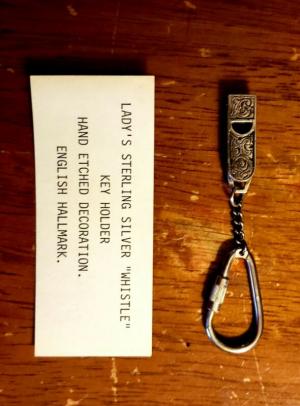 LADY'S STERLING SILVER "WHISTLE"
KEY HOLDER
HAND ETCHED DECORATION.
ENGLISH HALLMARK.